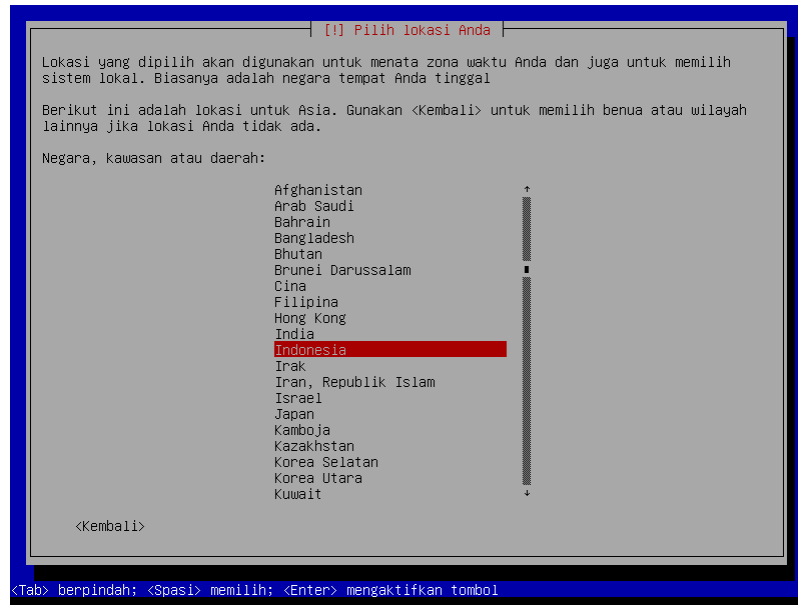 [!] Pilih lokasi Anda
Lokasi yang dipilih akan digunakan untuk menata zona waktu Anda dan juga untuk memilih
sistem lokal. Biasanya adalah negara tempat Anda tinggal
Berikut ini adalah lokasi untuk Asia. Gunakan <Kembali> untuk memilih benua atau wilayah
lainnya jika lokasi Anda tidak ada.
Negara, kawasan atau daerah:
Afghanistan
Arab Saudi
Bahrain
Bangladesh
Bhutan
Brunei Darussalam
Cina
Filipina
Hong Kong
India
Indonesia
Irak
Iran, Republik Islam
Israel
Japan
Kamboja
Kazakhstan
Korea Selatan
Korea Utara
Kuwait
<Kembali>
<Tab> berpindah; <Spasi> memilih; <Enter> mengaktifkan tombol